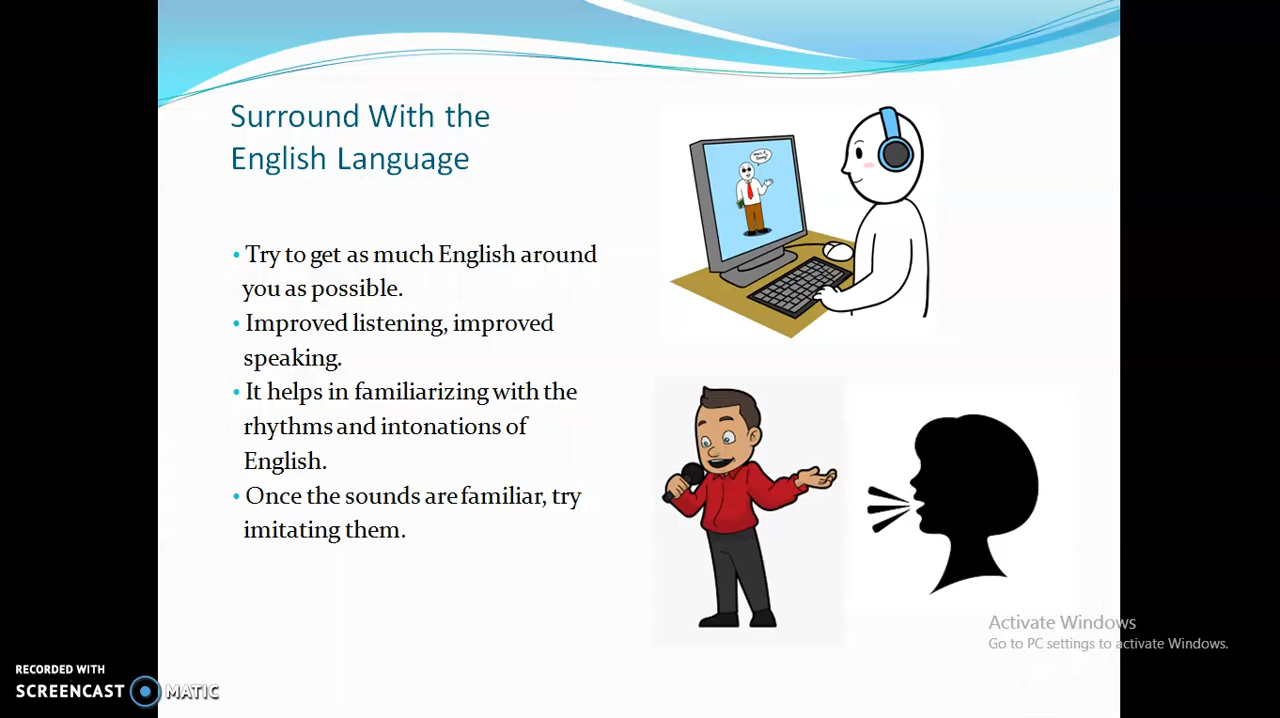 Surround With the
English Language
• Try to get as much English around
you as possible.
• Improved listening, improved
speaking.
• It helps in familiarizing with the
rhythms and intonations of
English.
• Once the sounds are familiar, try
imitating them.
Activate Windows
Go to PC settings to activate Windows.
RECORDED WITH
SCREENCAST MATIC